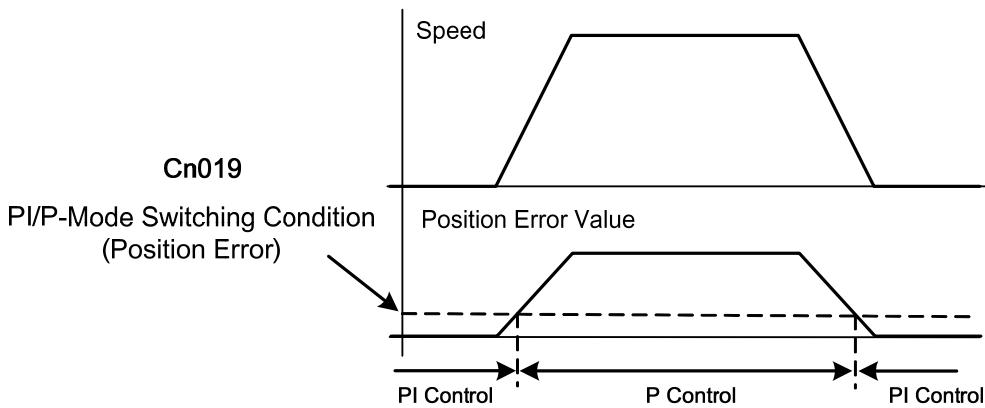 Speed
Cn019
PI/P-Mode Switching Condition
(Position Error)
Position Error Value
PI Control
P Control
PI Control